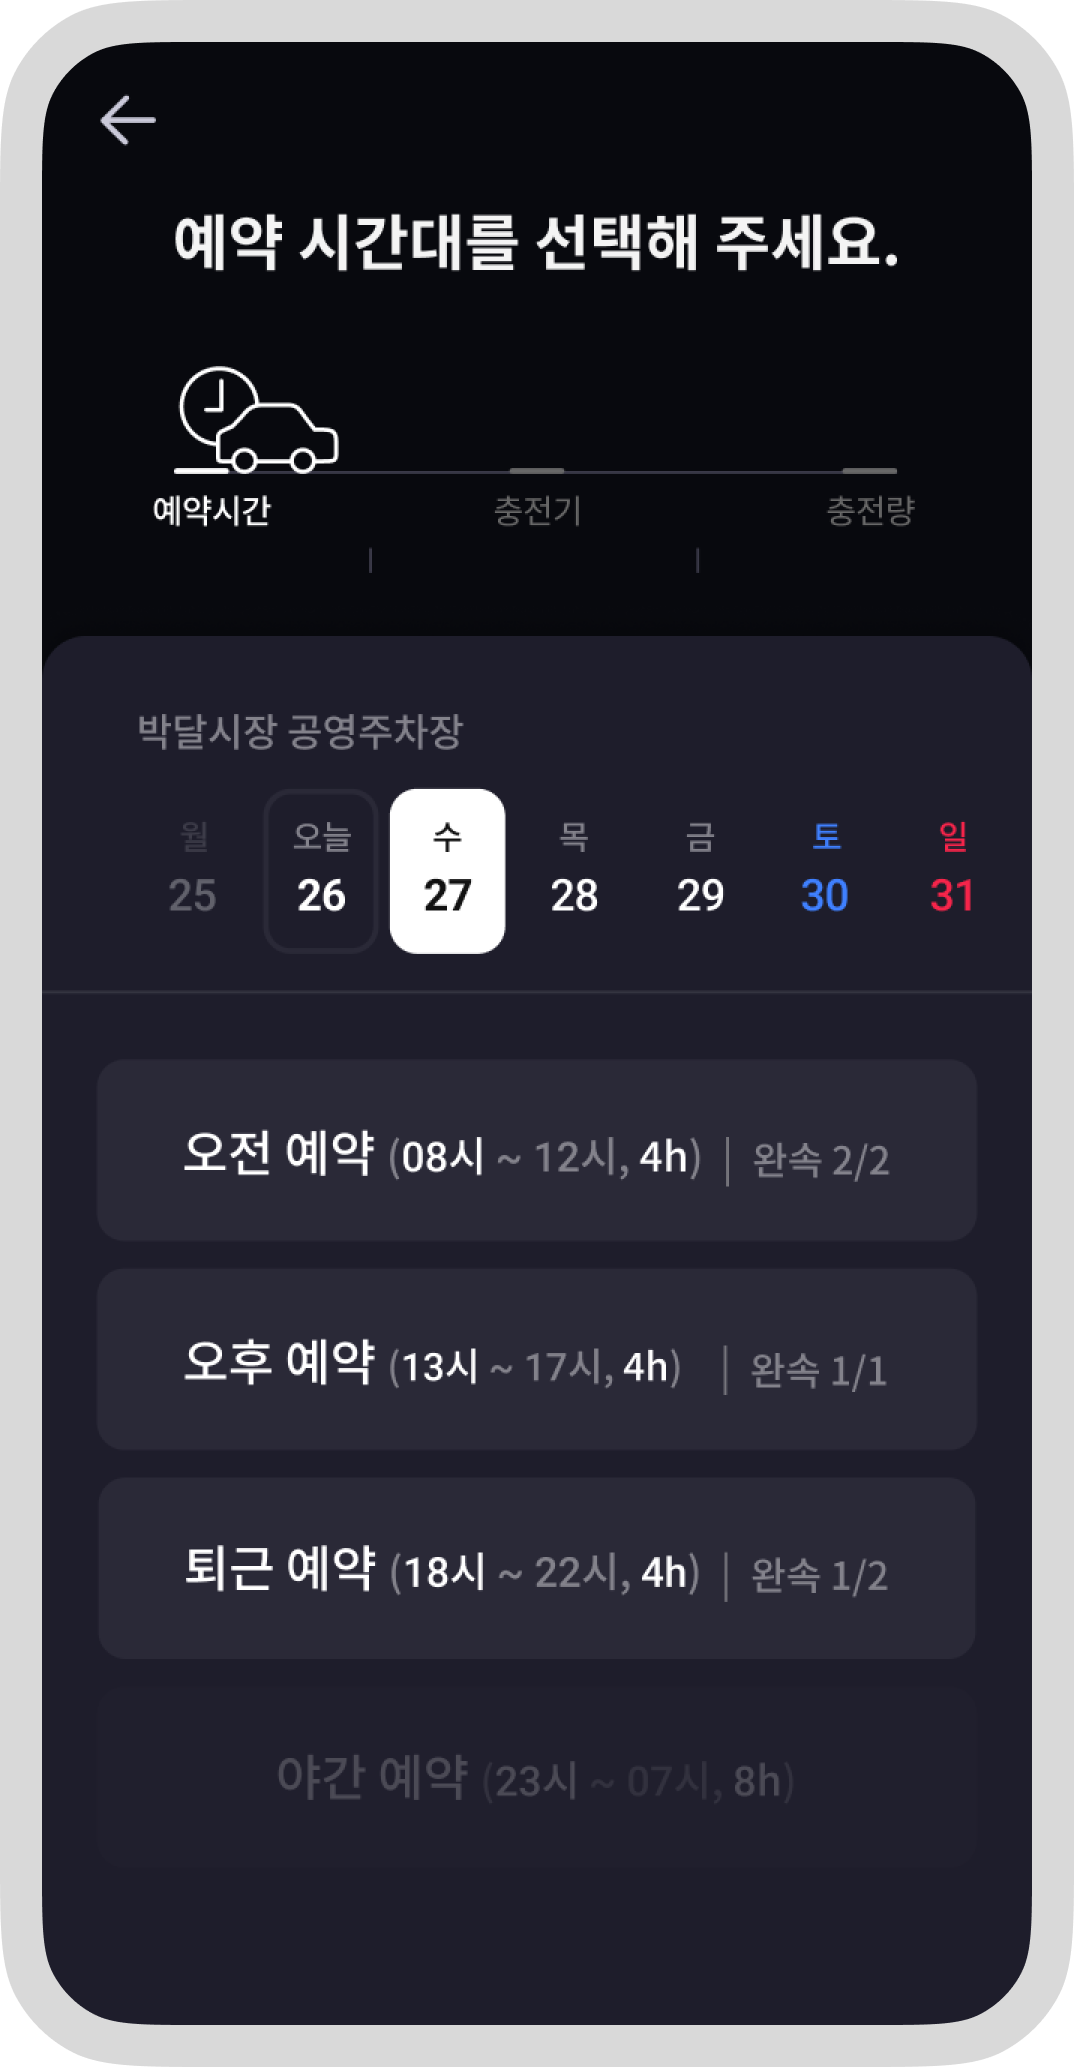 예약 시간대를 선택해 주세요.
예약시간 충전기 충전량
박달시장 공영주차장
월 오늘 수 목 금 토 일
25 26 27 28 29 30 31
오전 예약 (08시 ~ 12시, 4h) | 완속 2/2
오후 예약 (13시 ~ 17시, 4h) | 완속 1/1
퇴근 예약 (18시 ~ 22시, 4h) | 완속 1/2
야간 예약 (23시 ~ 07시, 8h)